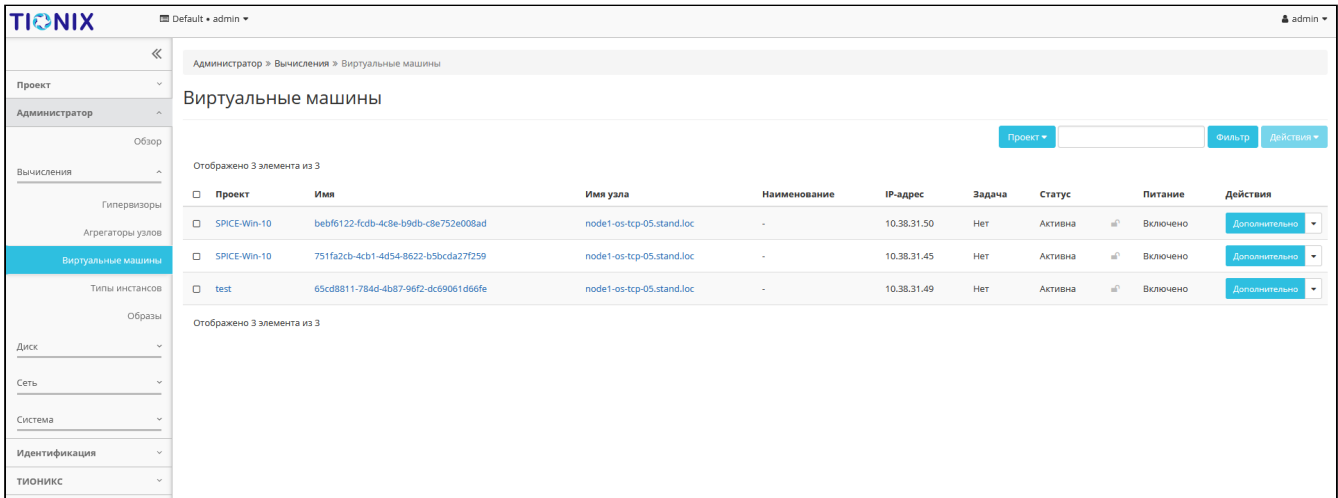 TIONIX
Default • admin
admin
Администратор » Вычисления » Виртуальные машины
Проект
Администратор
Обзор
Вычисления
Гипервизоры
Агрегаторы узлов
Виртуальные машины
Типы инстансов
Образы
Диск
Сеть
Система
Идентификация
ТИОНИКС
Виртуальные машины
Проект Фильтр Действия
Отображено 3 элемента из 3
Проект Имя Имя узла Наименование IP-адрес Задача Статус Питание Действия
SPICE-Win-10 bebf6122-fcdb-4c8e-b9db-c8e752e008ad node1-os-tcp-05.stand.loc - 10.38.31.50 Нет Активна Включено Дополнительно
SPICE-Win-10 751fa2cb-4cb1-4d54-8622-b5bcda27f259 node1-os-tcp-05.stand.loc - 10.38.31.45 Нет Активна Включено Дополнительно
test 65cd8811-784d-4b87-96f2-dc69061d66fe node1-os-tcp-05.stand.loc - 10.38.31.49 Нет Активна Включено Дополнительно
Отображено 3 элемента из 3